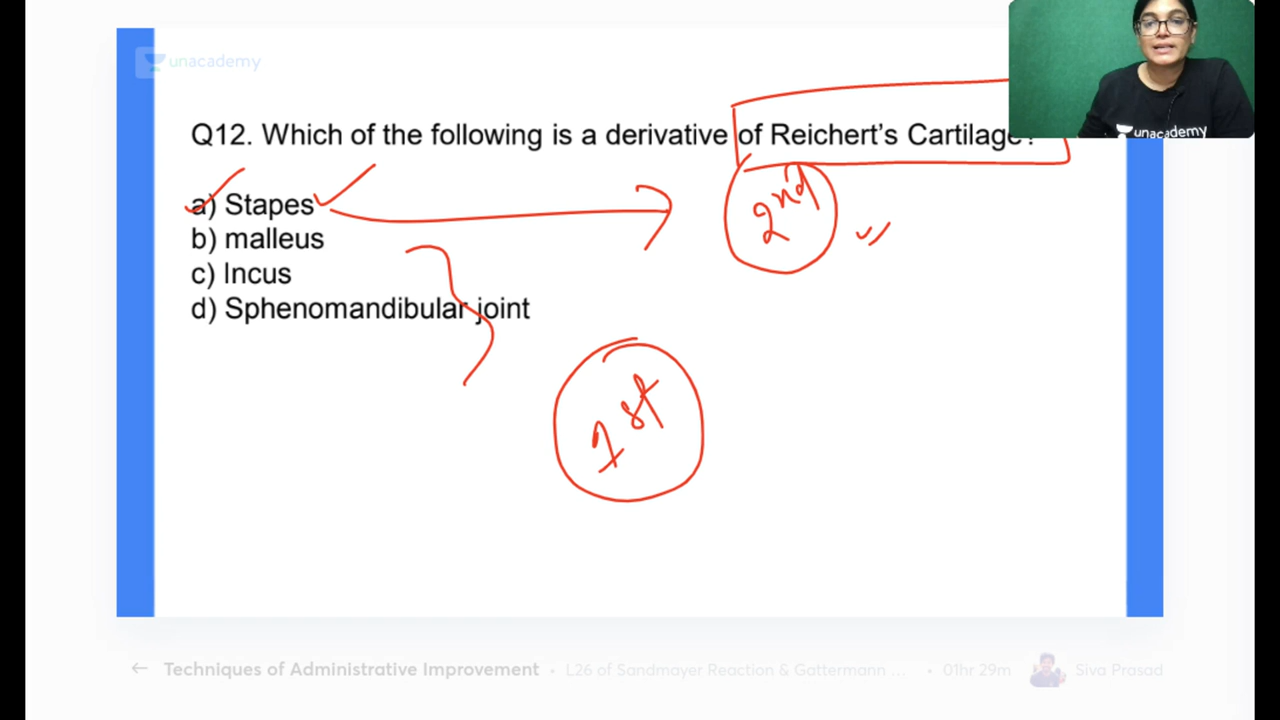 unacademy
unacademy
Q12. Which of the following is a derivative of Reichert's Cartilage?
a) Stapes
2nd
b) malleus
c) Incus
d) Sphenomandibular joint
1st
← Techniques of Administrative Improvement • L26 of Sandmayer Reaction & Gattermann ... • 01hr 29m Siva Prasad